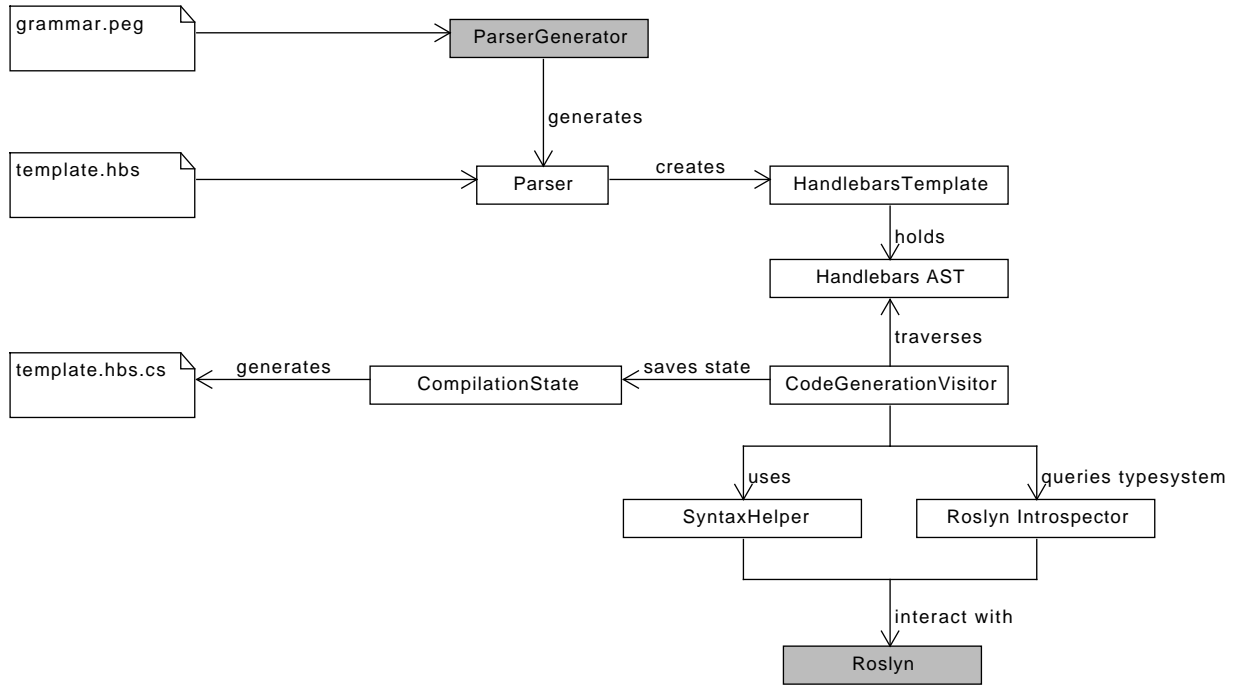 grammar.peg
ParserGenerator
generates
template.hbs
Parser
creates
HandlebarsTemplate
holds
Handlebars AST
traverses
template.hbs.cs
generates
CompilationState
saves state
CodeGenerationVisitor
uses
queries typesystem
SyntaxHelper
Roslyn Introspector
interact with
Roslyn